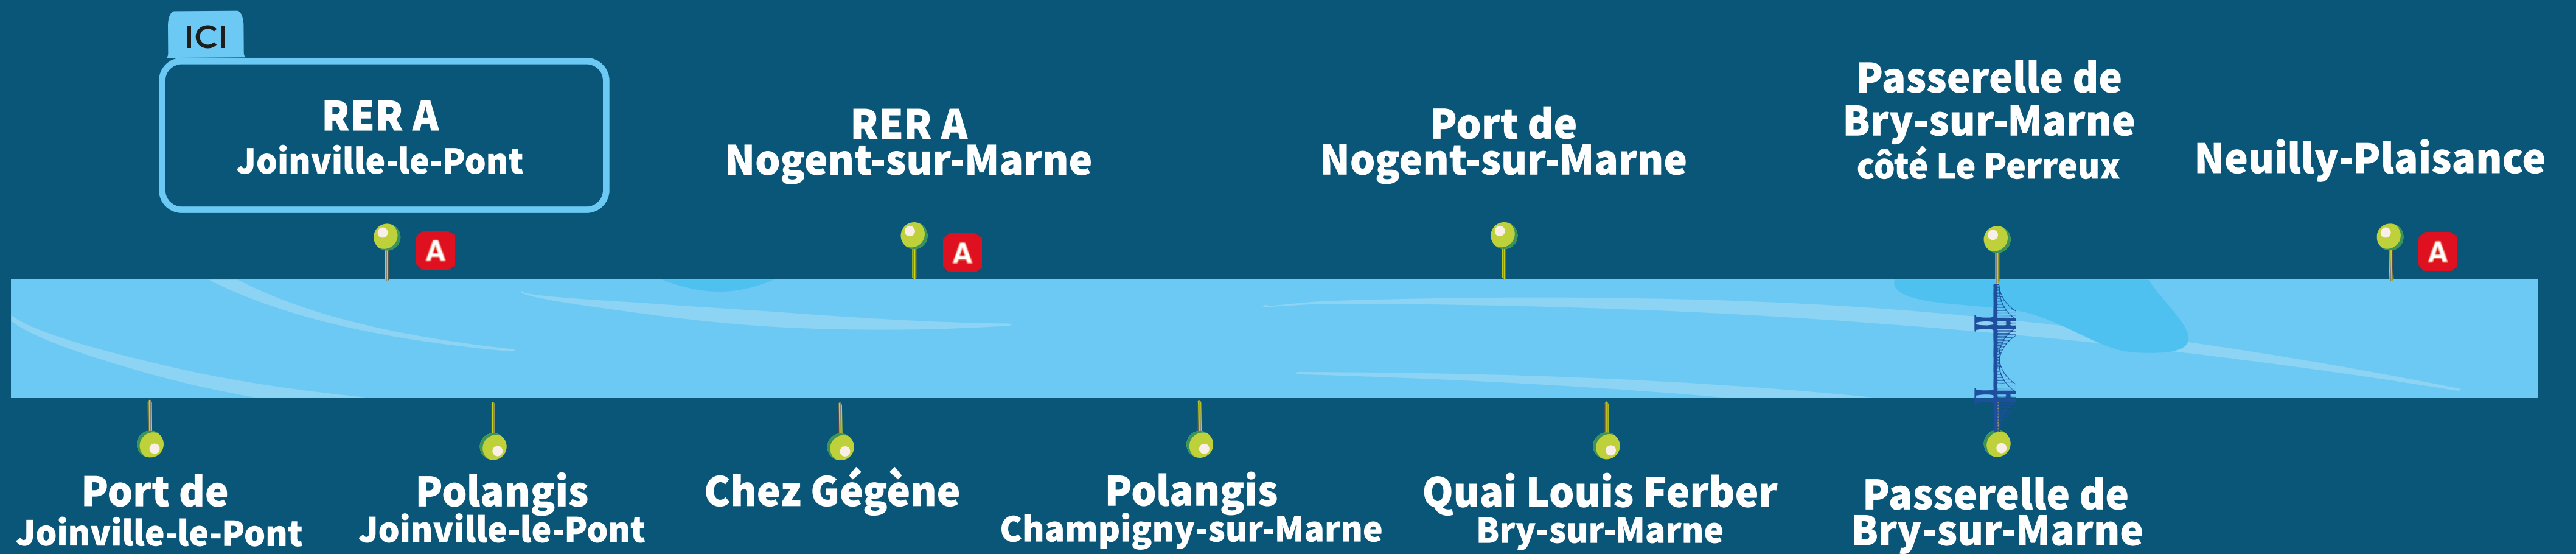 ICI
RER A
Joinville-le-Pont
RER A
Nogent-sur-Marne
Port de
Nogent-sur-Marne
Passerelle de
Bry-sur-Marne
côté Le Perreux
Neuilly-Plaisance
A
A
A
Port de
Joinville-le-Pont
Polangis
Joinville-le-Pont
Chez Gégène
Polangis
Champigny-sur-Marne
Quai Louis Ferber
Bry-sur-Marne
Passerelle de
Bry-sur-Marne